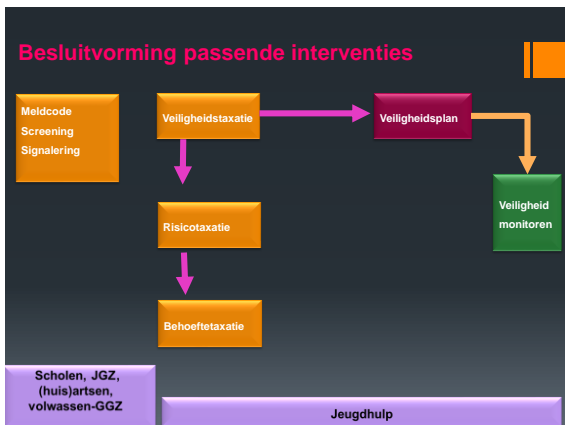 Besluitvorming passende interventies
Meldcode
Screening
Signalering
Veiligheidstaxatie
Veiligheidsplan
Veiligheid
monitoren
Risicotaxatie
Behoeftetaxatie
Scholen, JGZ,
(huis)artsen,
volwassen-GGZ
Jeugdhulp